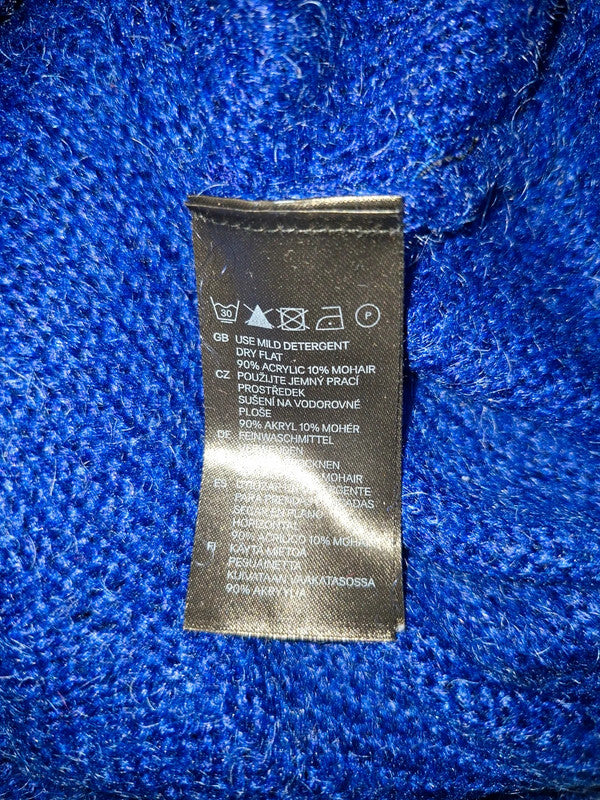 30 P
GB USE MILD DETERGENT
DRY FLAT
90% ACRYLIC 10% MOHAIR
CZ POUŽIJTE JEMNÝ PRACÍ
PROSTŘEDEK
SUŠENÍ NA VODOROVNÉ
PLOŠE
90% AKRYL 10% MOHÉR
DE FEINWASCHMITTEL
MOHAIR
ES
PARA PRENDAS
SECAR EN PLANO
HORIZONTAL
90% ACRÍLICO 10% MOHAIR
FI KÄYTÄ MIETOA
PESUAINETTA
KUIVATAAN VAAKATASOSSA
90% AKRYYLIA